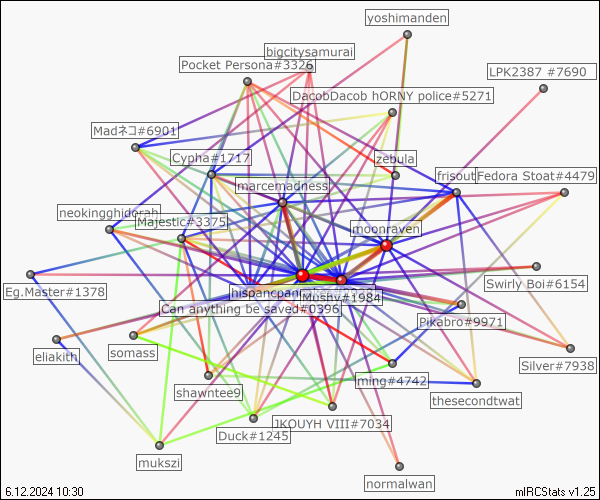 yoshimanden
bigcitysamurai
Pocket Persona#3326
LPK2387 #7690
DacobDacob hORNY police#5271
Madネコ#6901
Cypha#1717
zebula
marcemadness
frisout
Fedora Stoat#4479
neokingghidorah
Majestic#3375
moonraven
Eg.Master#1378
hispancpan
Mushy#1984
Swirly Boi#6154
Can anything be saved#0396
Pikabro#9971
eliakith
somass
Silver#7938
shawntee9
ming#4742
thesecondtwat
JKOUYH VIII#7034
Duck#1245
mukszi
normalwan
6.12.2024 10:30
mIRCStats v1.25